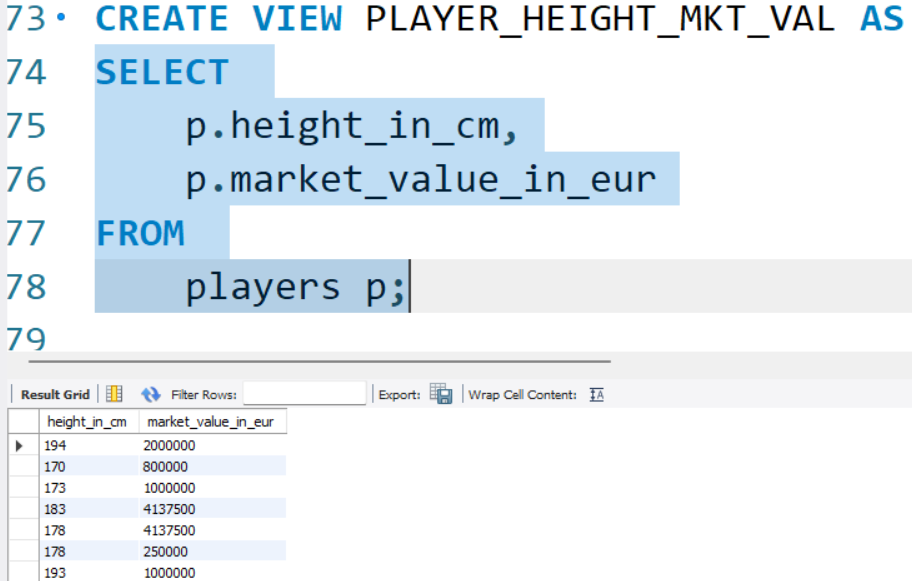 73 CREATE VIEW PLAYER_HEIGHT_MKT_VAL AS
74 SELECT
75 p.height_in_cm,
76 p.market_value_in_eur
77 FROM
78 players p;
79
Result Grid Filter Rows: Export: Wrap Cell Content: IA
height_in_cm market_value_in_eur
194 2000000
170 800000
173 1000000
183 4137500
178 4137500
178 250000
193 1000000